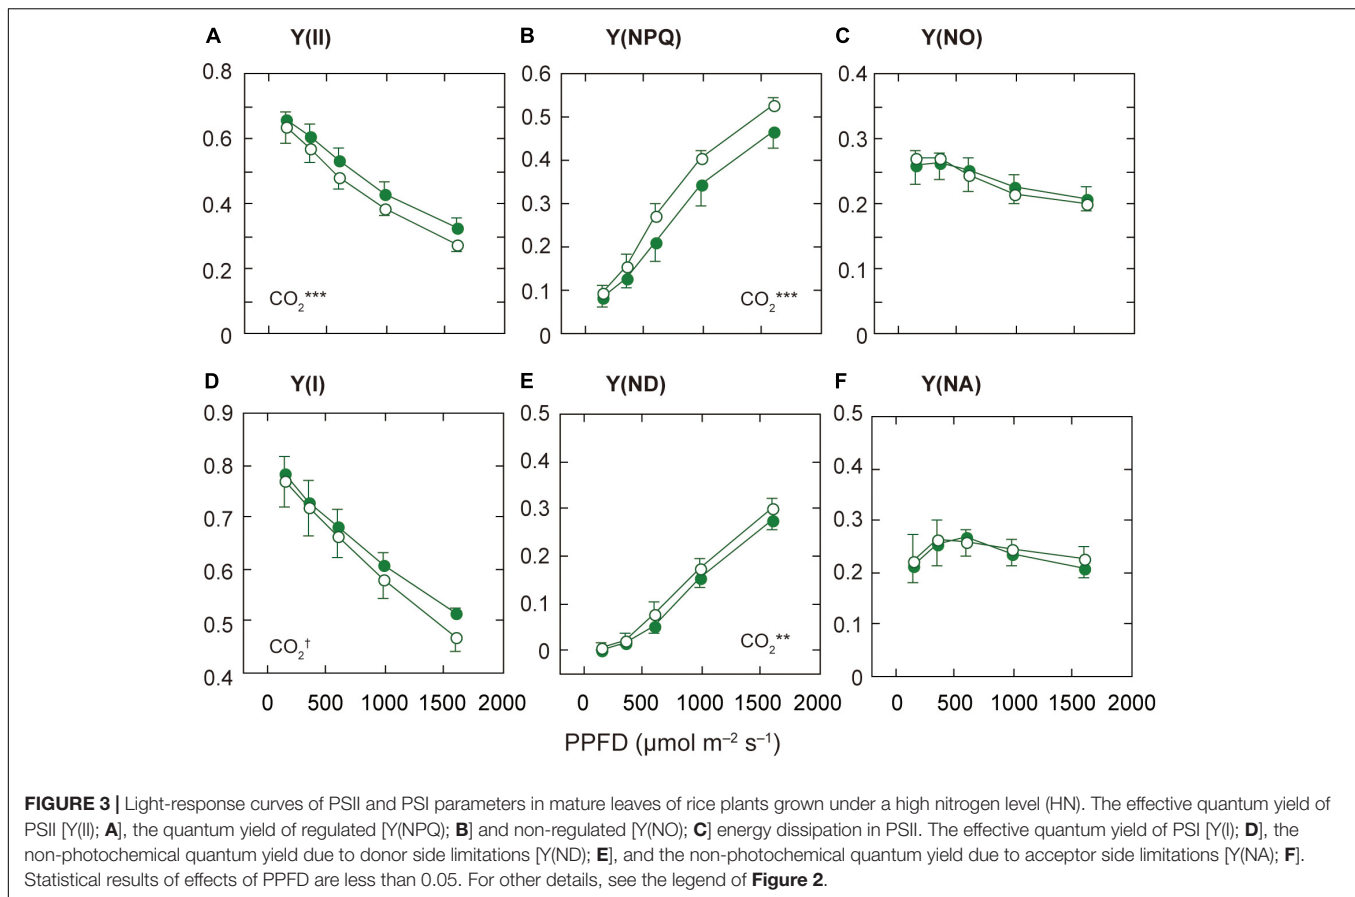 A Y(II)
B Y(NPQ)
C Y(NO)
0.8
0.6
0.4
0.2
0
CO2***
0.6
0.5
0.4
0.3
0.2
0.1
0
CO2***
0.4
0.3
0.2
0.1
0
D Y(I)
E Y(ND)
F Y(NA)
0.9
0.8
0.7
0.6
0.5
0.4
CO2†
0.5
0.4
0.3
0.2
0.1
0
CO2**
0.5
0.4
0.3
0.2
0.1
0
0 500 1000 1500 2000
0 500 1000 1500 2000
0 500 1000 1500 2000
PPFD (µmol m–2 s–1)
FIGURE 3 | Light-response curves of PSII and PSI parameters in mature leaves of rice plants grown under a high nitrogen level (HN). The effective quantum yield of
PSII [Y(II); A], the quantum yield of regulated [Y(NPQ); B] and non-regulated [Y(NO); C] energy dissipation in PSII. The effective quantum yield of PSI [Y(I); D], the
non-photochemical quantum yield due to donor side limitations [Y(ND); E], and the non-photochemical quantum yield due to acceptor side limitations [Y(NA); F].
Statistical results of effects of PPFD are less than 0.05. For other details, see the legend of Figure 2.